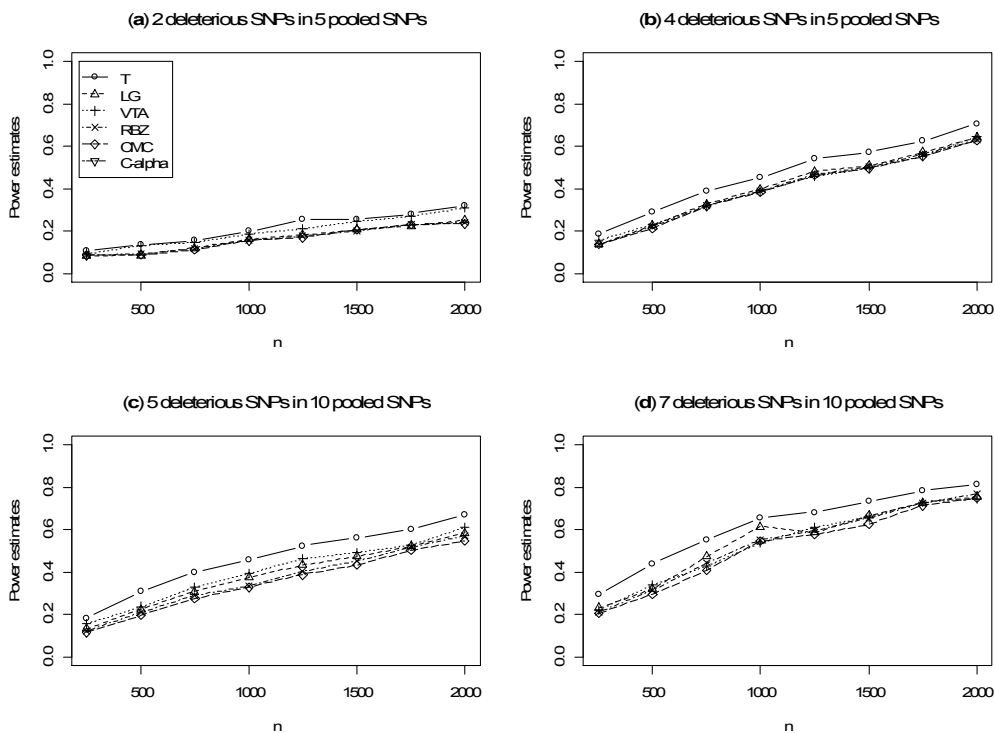 (a) 2 deleterious SNPs in 5 pooled SNPs
Power estimates
0.0 0.2 0.4 0.6 0.8 1.0
T
LG
VTA
RBZ
CMC
C-alpha
500 1000 1500 2000
n
(b) 4 deleterious SNPs in 5 pooled SNPs
Power estimates
0.0 0.2 0.4 0.6 0.8 1.0
500 1000 1500 2000
n
(c) 5 deleterious SNPs in 10 pooled SNPs
Power estimates
0.0 0.2 0.4 0.6 0.8 1.0
500 1000 1500 2000
n
(d) 7 deleterious SNPs in 10 pooled SNPs
Power estimates
0.0 0.2 0.4 0.6 0.8 1.0
500 1000 1500 2000
n